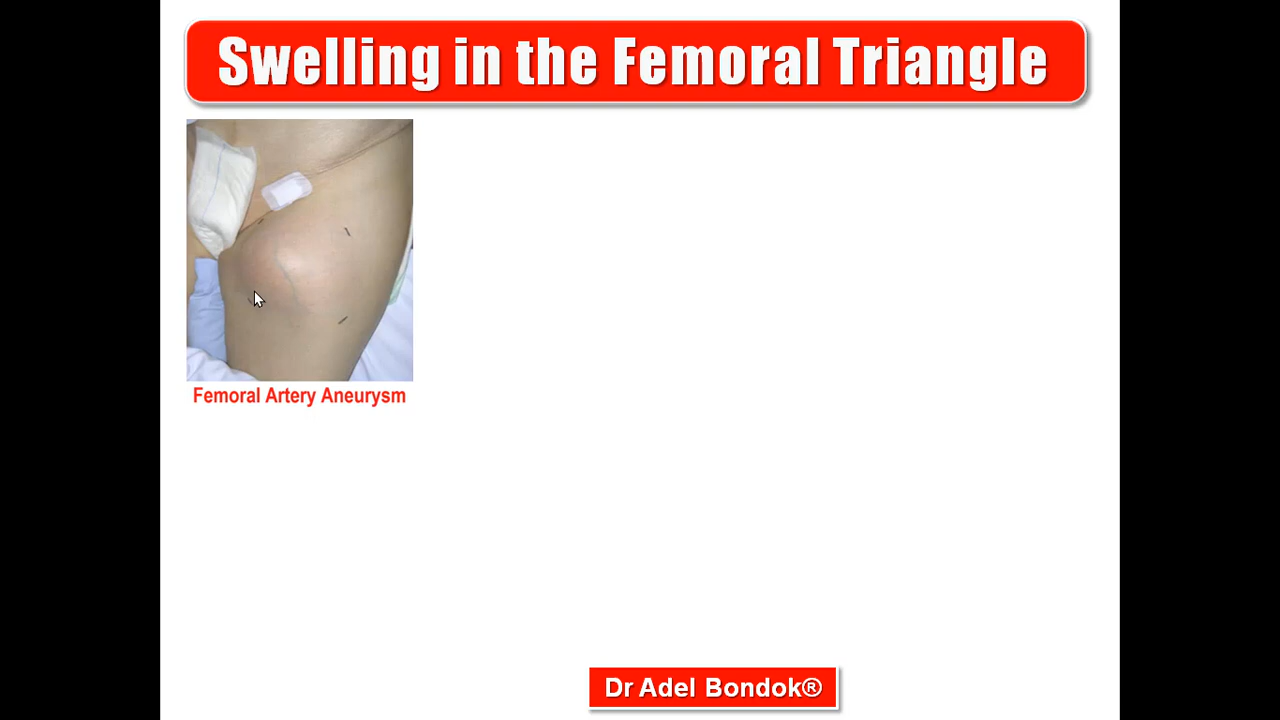 Swelling in the Femoral Triangle
Femoral Artery Aneurysm
Dr Adel Bondok®